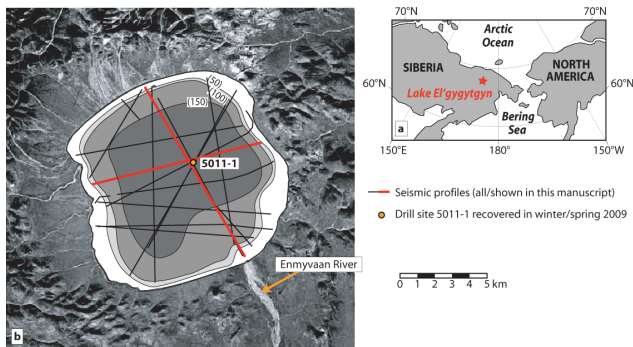 (50)
(100)
(150)
5011-1
Enmyvaan River
b
70°N
70°N
Arctic
Ocean
SIBERIA
NORTH
AMERICA
60°N
60°N
Lake El'gygytgyn
Bering
Sea
a
150°E
180°
150°W
Seismic profiles (all/shown in this manuscript)
Drill site 5011-1 recovered in winter/spring 2009
0 1 2 3 4 5 km